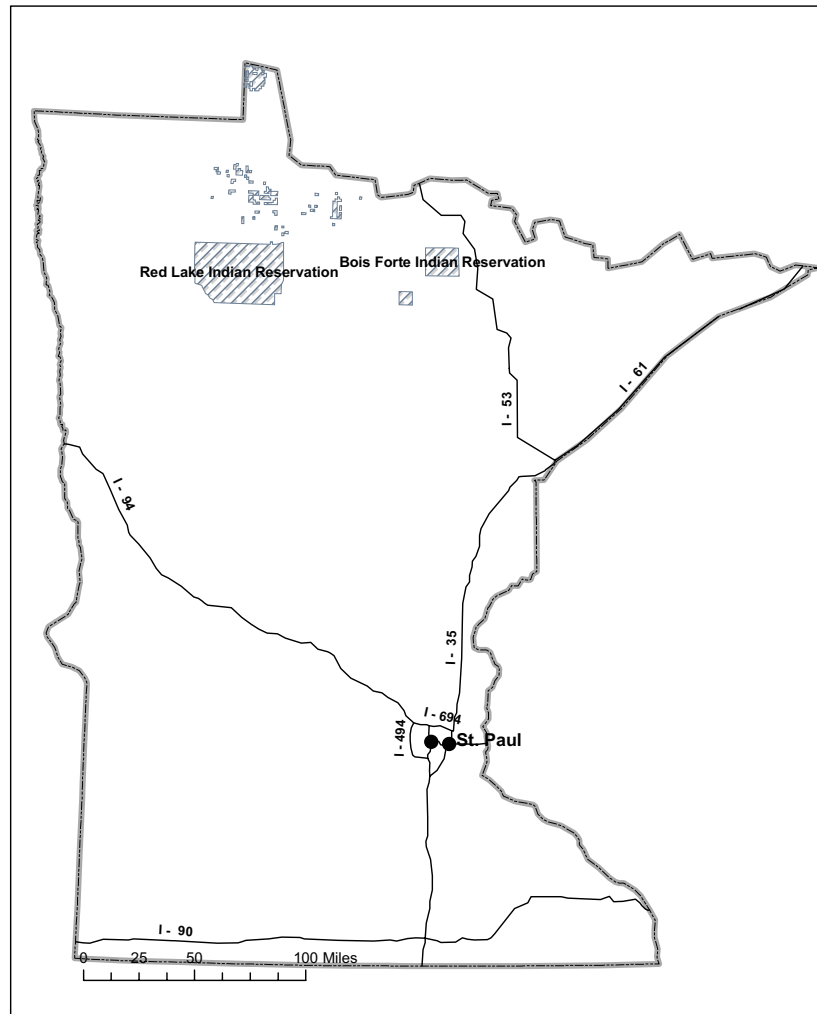 Red Lake Indian Reservation
Bois Forte Indian Reservation
I - 61
I - 53
I - 94
I - 35
I - 694
I - 494
St. Paul
I - 90
0 25 50 100 Miles